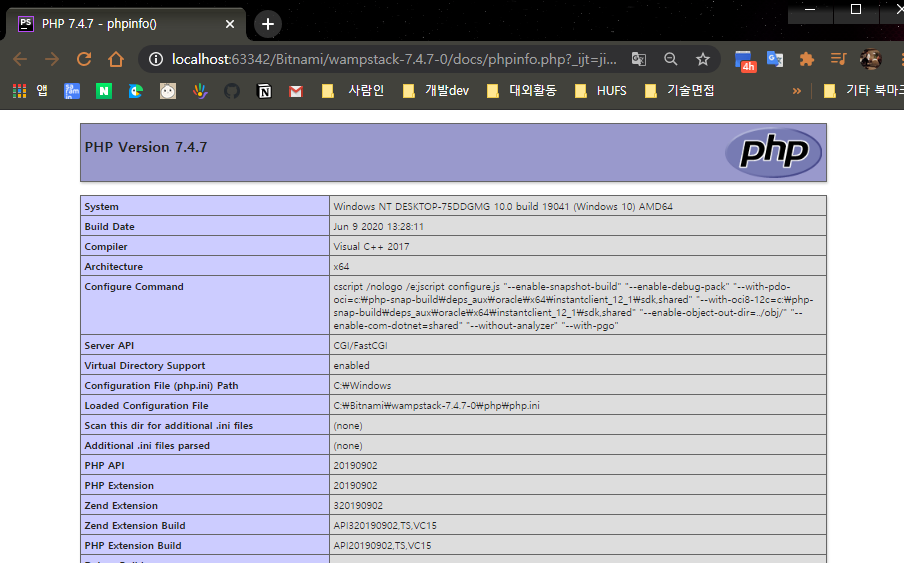 PS PHP 7.4.7 - phpinfo()
localhost:63342/Bitnami/wampstack-7.4.7-0/docs/phpinfo.php?_ijt=ji...
4h
앱 사람인 개발dev 대외활동 HUFS 기술면접 » 기타 북마크
PHP Version 7.4.7
php
System Windows NT DESKTOP-75DDGMG 10.0 build 19041 (Windows 10) AMD64
Build Date Jun 9 2020 13:28:11
Compiler Visual C++ 2017
Architecture x64
Configure Command cscript /nologo /e:jscript configure.js "--enable-snapshot-build" "--enable-debug-pack" "--with-pdo-
oci=c:₩php-snap-build₩deps_aux₩oracle₩x64₩instantclient_12_1₩sdk,shared" "--with-oci8-12c=c:₩php-
snap-build₩deps_aux₩oracle₩x64₩instantclient_12_1₩sdk,shared" "--enable-object-out-dir=../obj/" "--
enable-com-dotnet=shared" "--without-analyzer" "--with-pgo"
Server API CGI/FastCGI
Virtual Directory Support enabled
Configuration File (php.ini) Path C:₩Windows
Loaded Configuration File C:₩Bitnami₩wampstack-7.4.7-0₩php₩php.ini
Scan this dir for additional .ini files (none)
Additional .ini files parsed (none)
PHP API 20190902
PHP Extension 20190902
Zend Extension 320190902
Zend Extension Build API320190902,TS,VC15
PHP Extension Build API20190902,TS,VC15